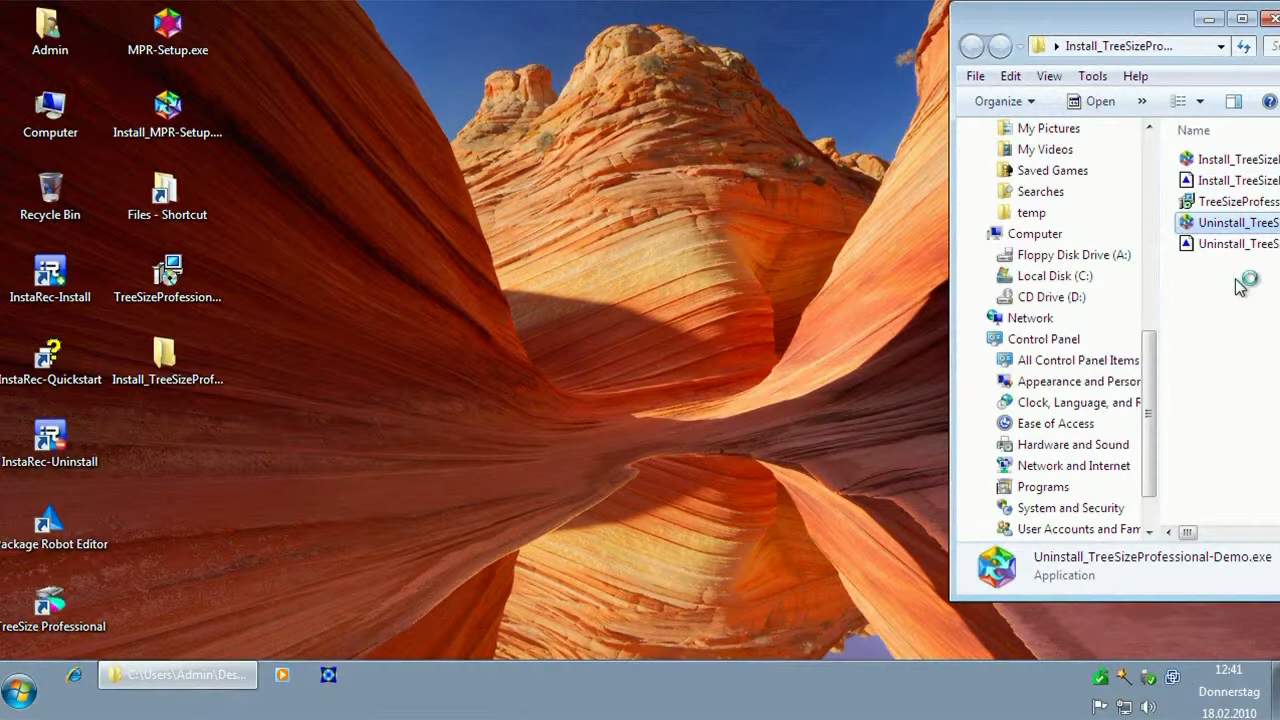 Admin
MPR-Setup.exe
Computer
Install_MPR-Setup....
Recycle Bin
Files - Shortcut
InstaRec-Install
TreeSizeProfession...
InstaRec-Quickstart
Install_TreeSizeProf...
InstaRec-Uninstall
Package Robot Editor
TreeSize Professional
Install_TreeSizePro...
File Edit View Tools Help
Organize Open »
My Pictures
My Videos
Saved Games
Searches
temp
Computer
Floppy Disk Drive (A:)
Local Disk (C:)
CD Drive (D:)
Network
Control Panel
All Control Panel Items
Appearance and Person
Clock, Language, and R
Ease of Access
Hardware and Sound
Network and Internet
Programs
System and Security
User Accounts and Fam
Name
Install_TreeSize
Install_TreeSize
TreeSizeProfess
Uninstall_TreeS
Uninstall_TreeS
Uninstall_TreeSizeProfessional-Demo.exe
Application
C:\Users\Admin\Des...
12:41
Donnerstag
18.02.2010